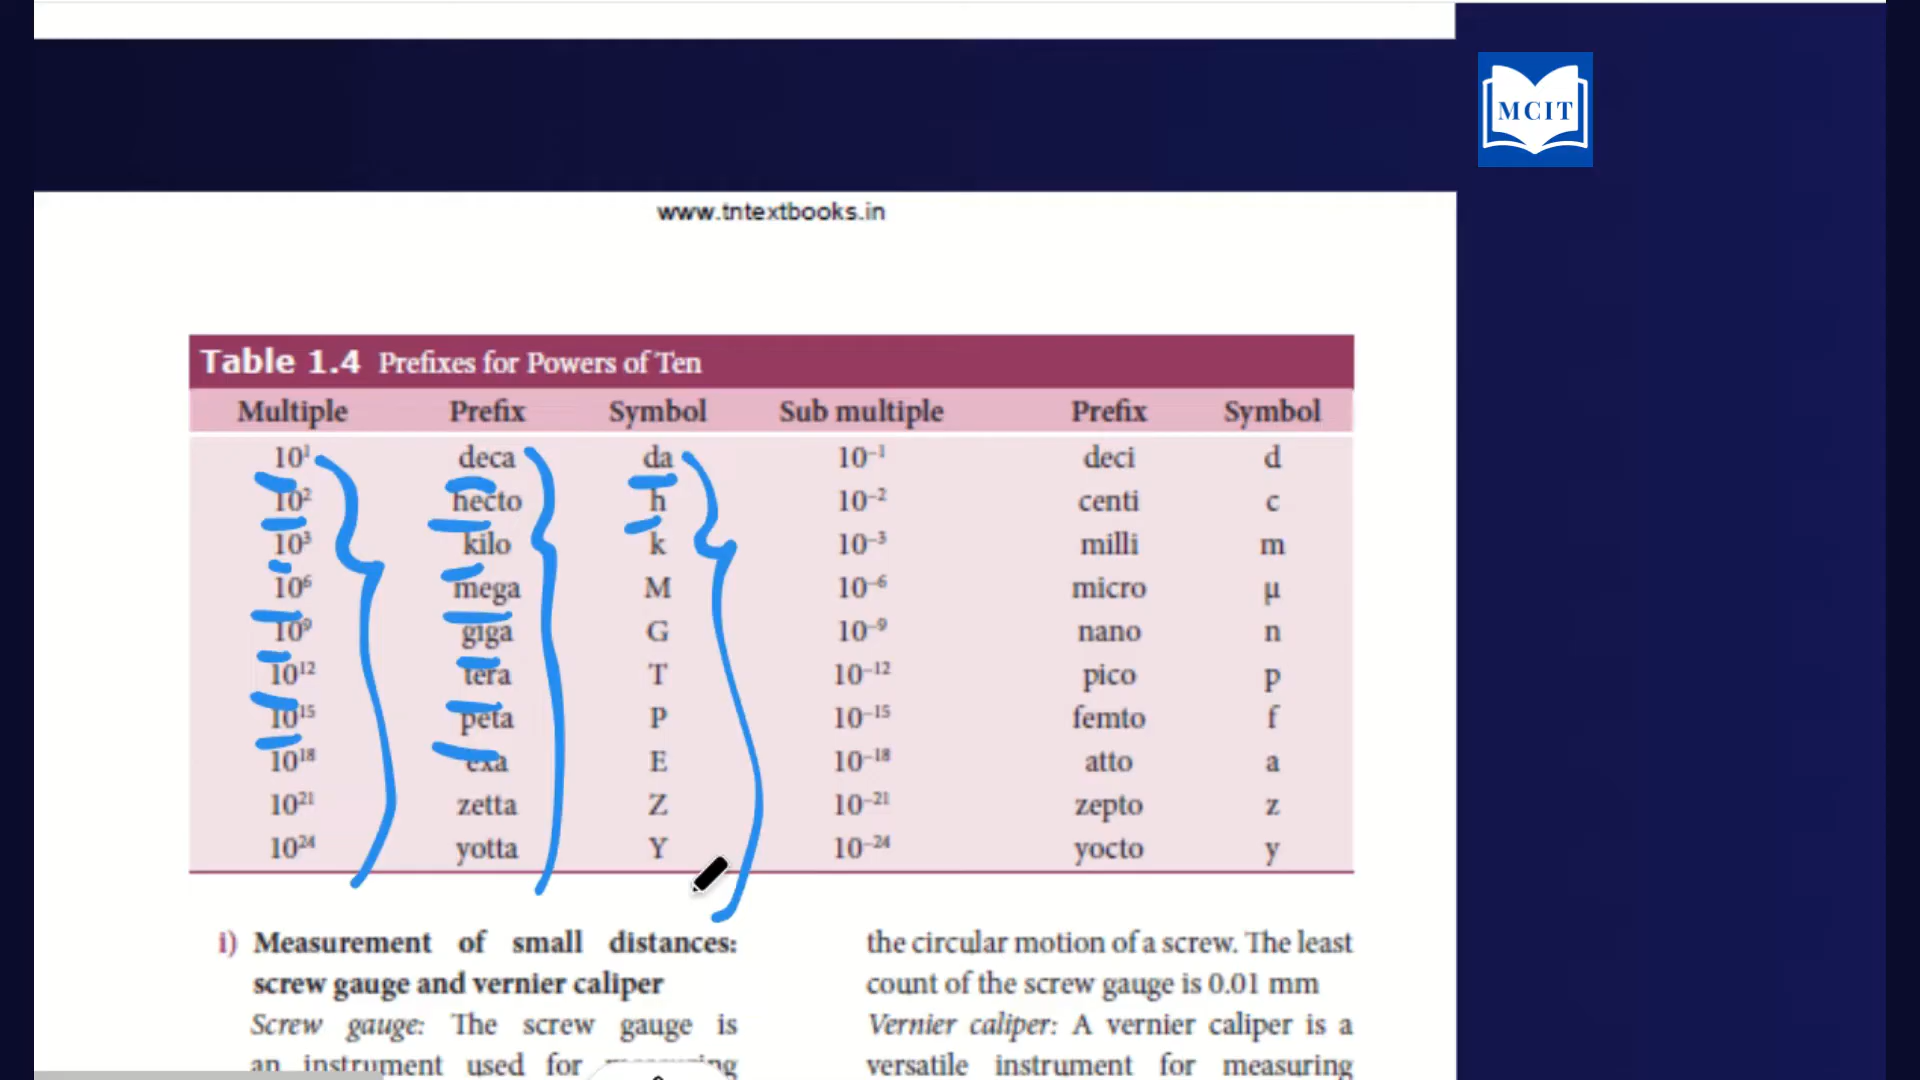 MCIT
www.tntextbooks.in
Table 1.4 Prefixes for Powers of Ten
Multiple Prefix Symbol Sub multiple Prefix Symbol
10¹ deca da 10⁻¹ deci d
10² hecto h 10⁻² centi c
10³ kilo k 10⁻³ milli m
10⁶ mega M 10⁻⁶ micro μ
10⁹ giga G 10⁻⁹ nano n
10¹² tera T 10⁻¹² pico p
10¹⁵ peta P 10⁻¹⁵ femto f
10¹⁸ exa E 10⁻¹⁸ atto a
10²¹ zetta Z 10⁻²¹ zepto z
10²⁴ yotta Y 10⁻²⁴ yocto y
i) Measurement of small distances:
screw gauge and vernier caliper
Screw gauge: The screw gauge is
an instrument used for
the circular motion of a screw. The least
count of the screw gauge is 0.01 mm
Vernier caliper: A vernier caliper is a
versatile instrument for measuring